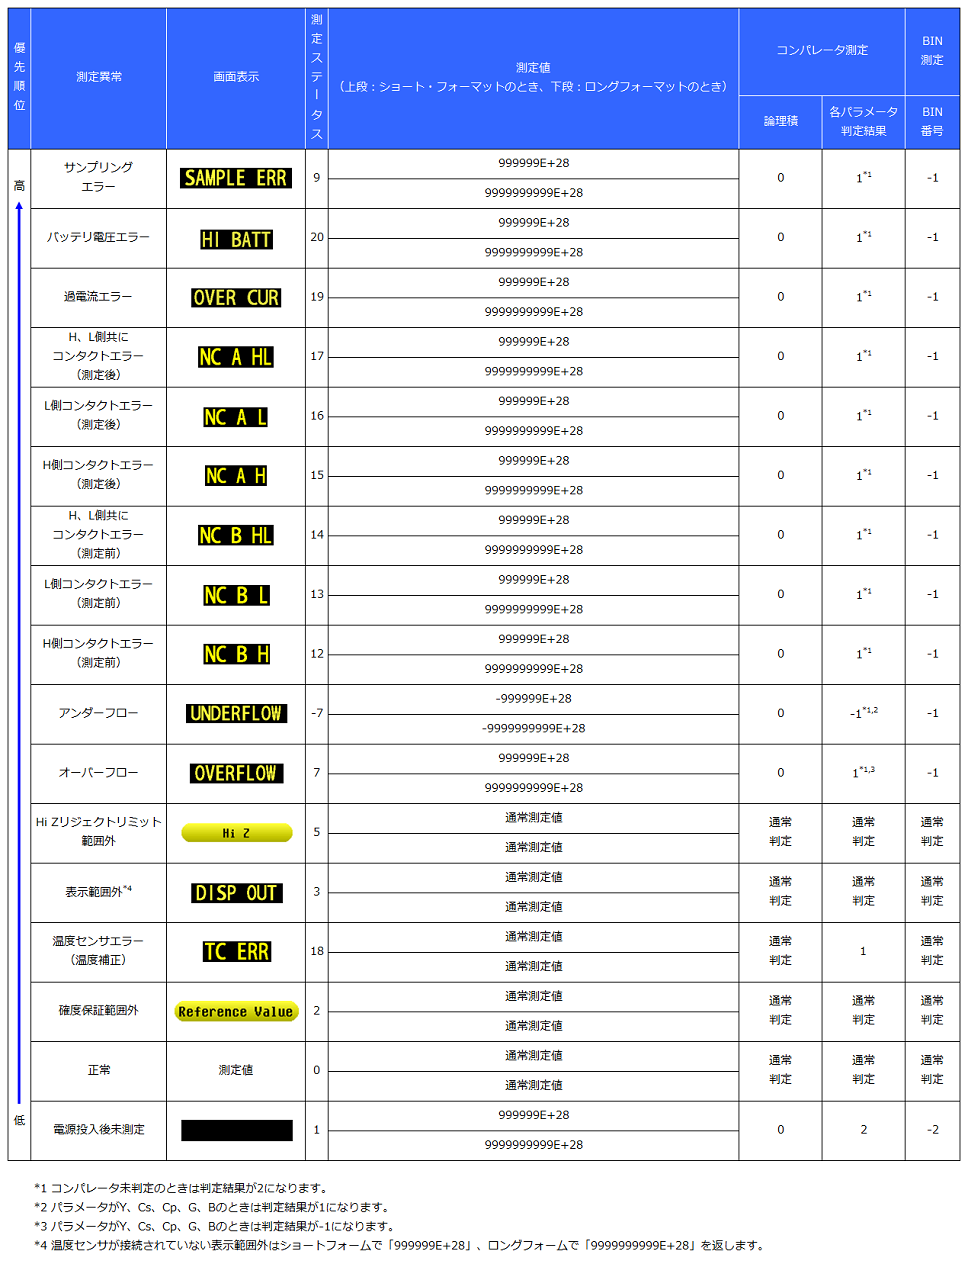 優先順位
測定異常
画面表示
測定ステータス
測定値
（上段：ショート・フォーマットのとき、下段：ロングフォーマットのとき）
コンパレータ測定
BIN
測定
論理積
各パラメータ
判定結果
BIN
番号
高
サンプリング
エラー
SAMPLE ERR
9
999999E+28
9999999999E+28
0
1*1
-1
バッテリ電圧エラー
HI BATT
20
999999E+28
9999999999E+28
0
1*1
-1
過電流エラー
OVER CUR
19
999999E+28
9999999999E+28
0
1*1
-1
H、L側共に
コンタクトエラー
（測定後）
NC A HL
17
999999E+28
9999999999E+28
0
1*1
-1
L側コンタクトエラー
（測定後）
NC A L
16
999999E+28
9999999999E+28
0
1*1
-1
H側コンタクトエラー
（測定後）
NC A H
15
999999E+28
9999999999E+28
0
1*1
-1
H、L側共に
コンタクトエラー
（測定前）
NC B HL
14
999999E+28
9999999999E+28
0
1*1
-1
L側コンタクトエラー
（測定前）
NC B L
13
999999E+28
9999999999E+28
0
1*1
-1
H側コンタクトエラー
（測定前）
NC B H
12
999999E+28
9999999999E+28
0
1*1
-1
アンダーフロー
UNDERFLOW
-7
-999999E+28
-9999999999E+28
0
-1*1,2
-1
オーバーフロー
OVERFLOW
7
999999E+28
9999999999E+28
0
1*1,3
-1
Hi Zリジェクトリミット
範囲外
Hi Z
5
通常測定値
通常測定値
通常
判定
通常
判定
通常
判定
表示範囲外*4
DISP OUT
3
通常測定値
通常測定値
通常
判定
通常
判定
通常
判定
温度センサエラー
（温度補正）
TC ERR
18
通常測定値
通常測定値
通常
判定
1
通常
判定
確度保証範囲外
Reference Value
2
通常測定値
通常測定値
通常
判定
通常
判定
通常
判定
正常
測定値
0
通常測定値
通常測定値
通常
判定
通常
判定
通常
判定
低
電源投入後未測定
1
999999E+28
9999999999E+28
0
2
-2
*1 コンパレータ未判定のときは判定結果が2になります。
*2 パラメータがY、Cs、Cp、G、Bのときは判定結果が1になります。
*3 パラメータがY、Cs、Cp、G、Bのときは判定結果が-1になります。
*4 温度センサが接続されていない表示範囲外はショートフォームで「999999E+28」、ロングフォームで「9999999999E+28」を返します。